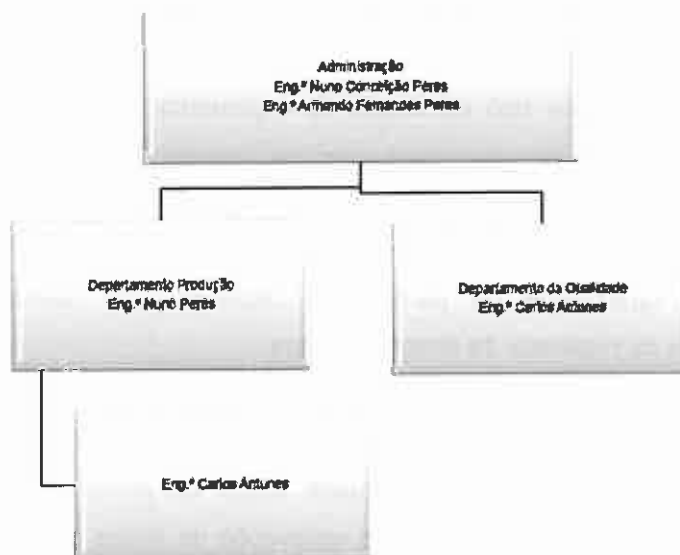 Administração
Eng.º Nuno Conceição Peres
Eng.º Armando Fernandes Peres
Departamento Produção
Eng.º Nuno Peres
Departamento da Qualidade
Eng.º Carlos Antunes
Eng.º Carlos Antunes